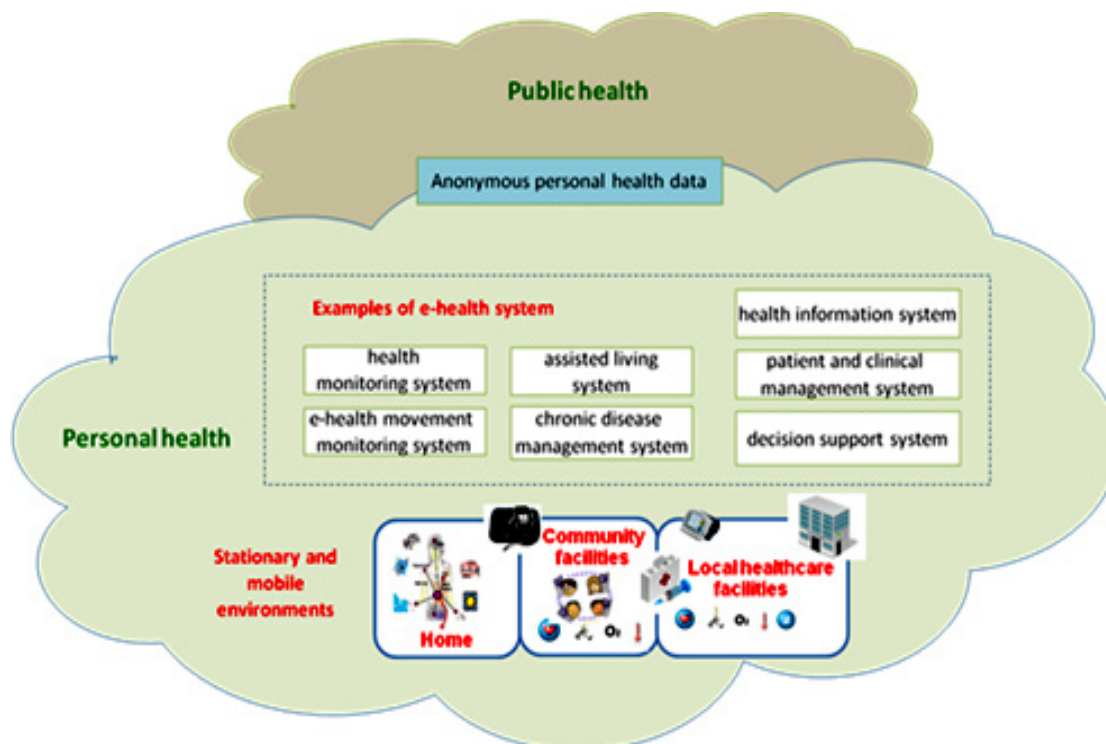 Public health
Anonymous personal health data
Examples of e-health system
health information system
health
monitoring system
assisted living
system
patient and clinical
management system
e-health movement
monitoring system
chronic disease
management system
decision support system
Personal health
Stationary and
mobile
environments
Home
Community
facilities
O₂
Local healthcare
facilities
O₂